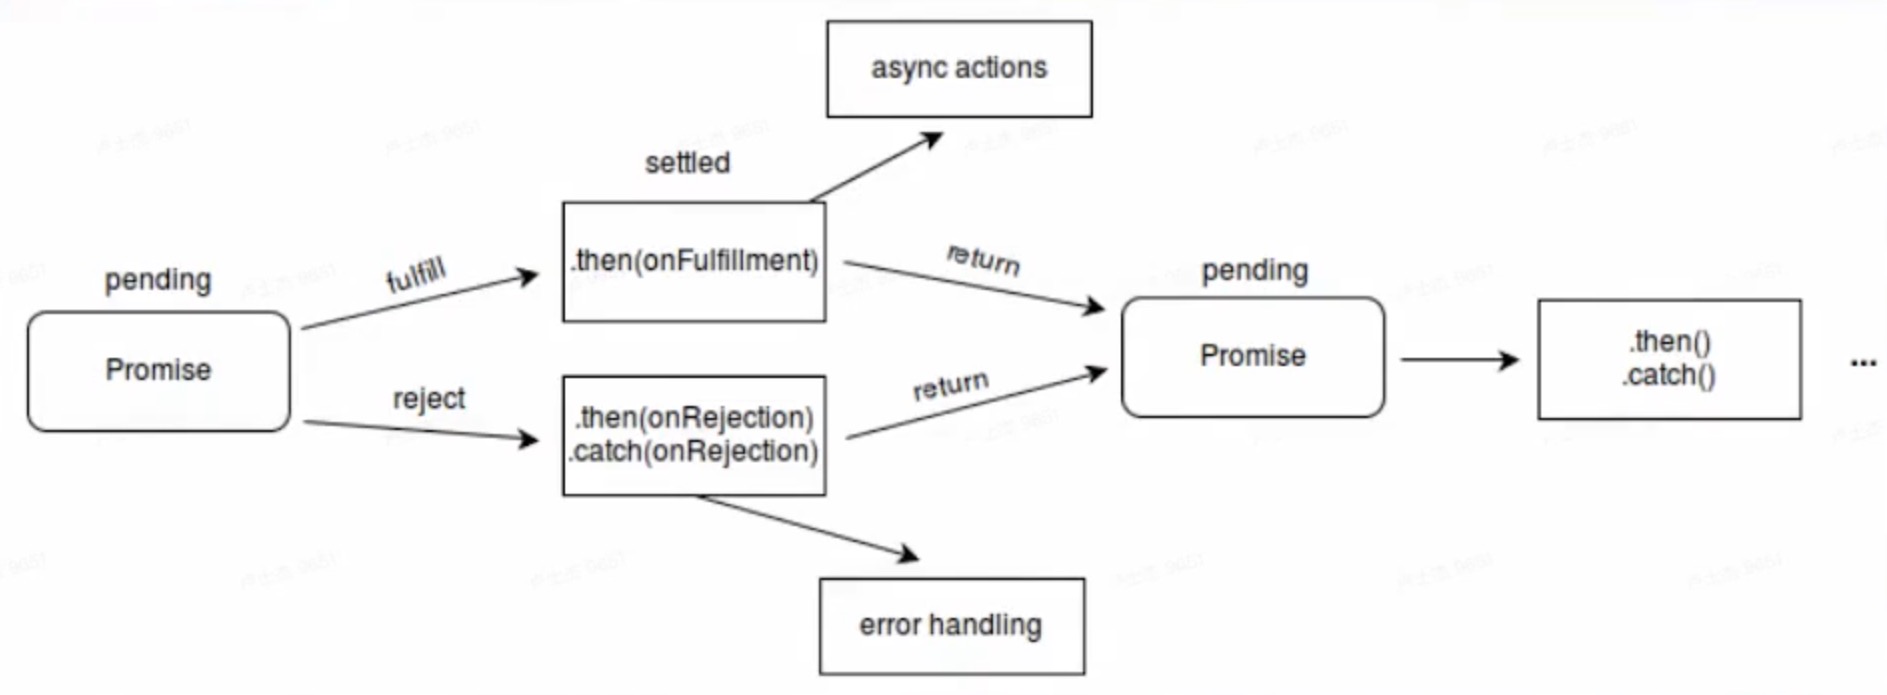 async actions
settled
.then(onFulfillment)
fulfill
return
pending
pending
Promise
Promise
.then()
.catch()
...
reject
.then(onRejection)
.catch(onRejection)
return
error handling